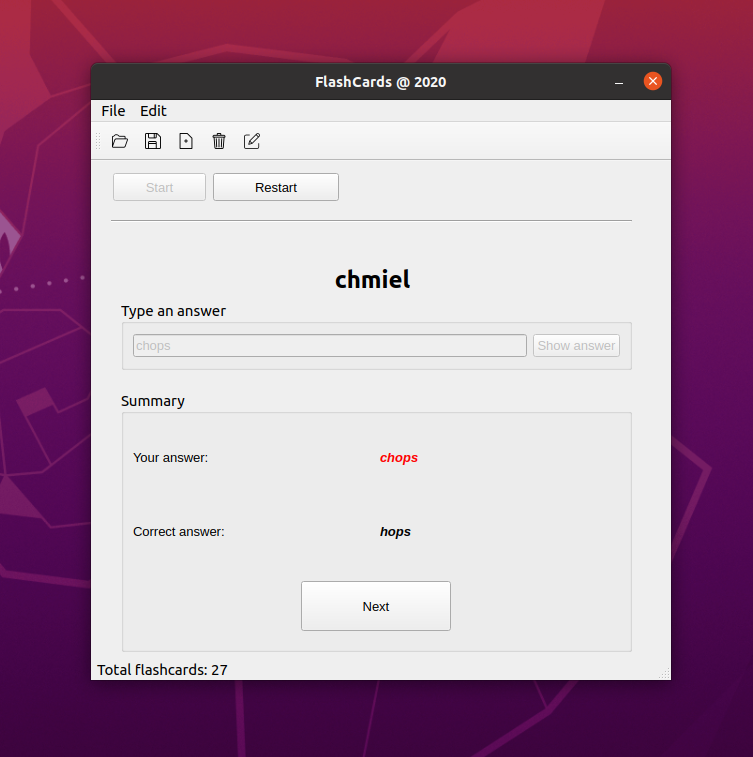 FlashCards @ 2020
File Edit
Start Restart
chmiel
Type an answer
chops Show answer
Summary
Your answer: chops
Correct answer: hops
Next
Total flashcards: 27